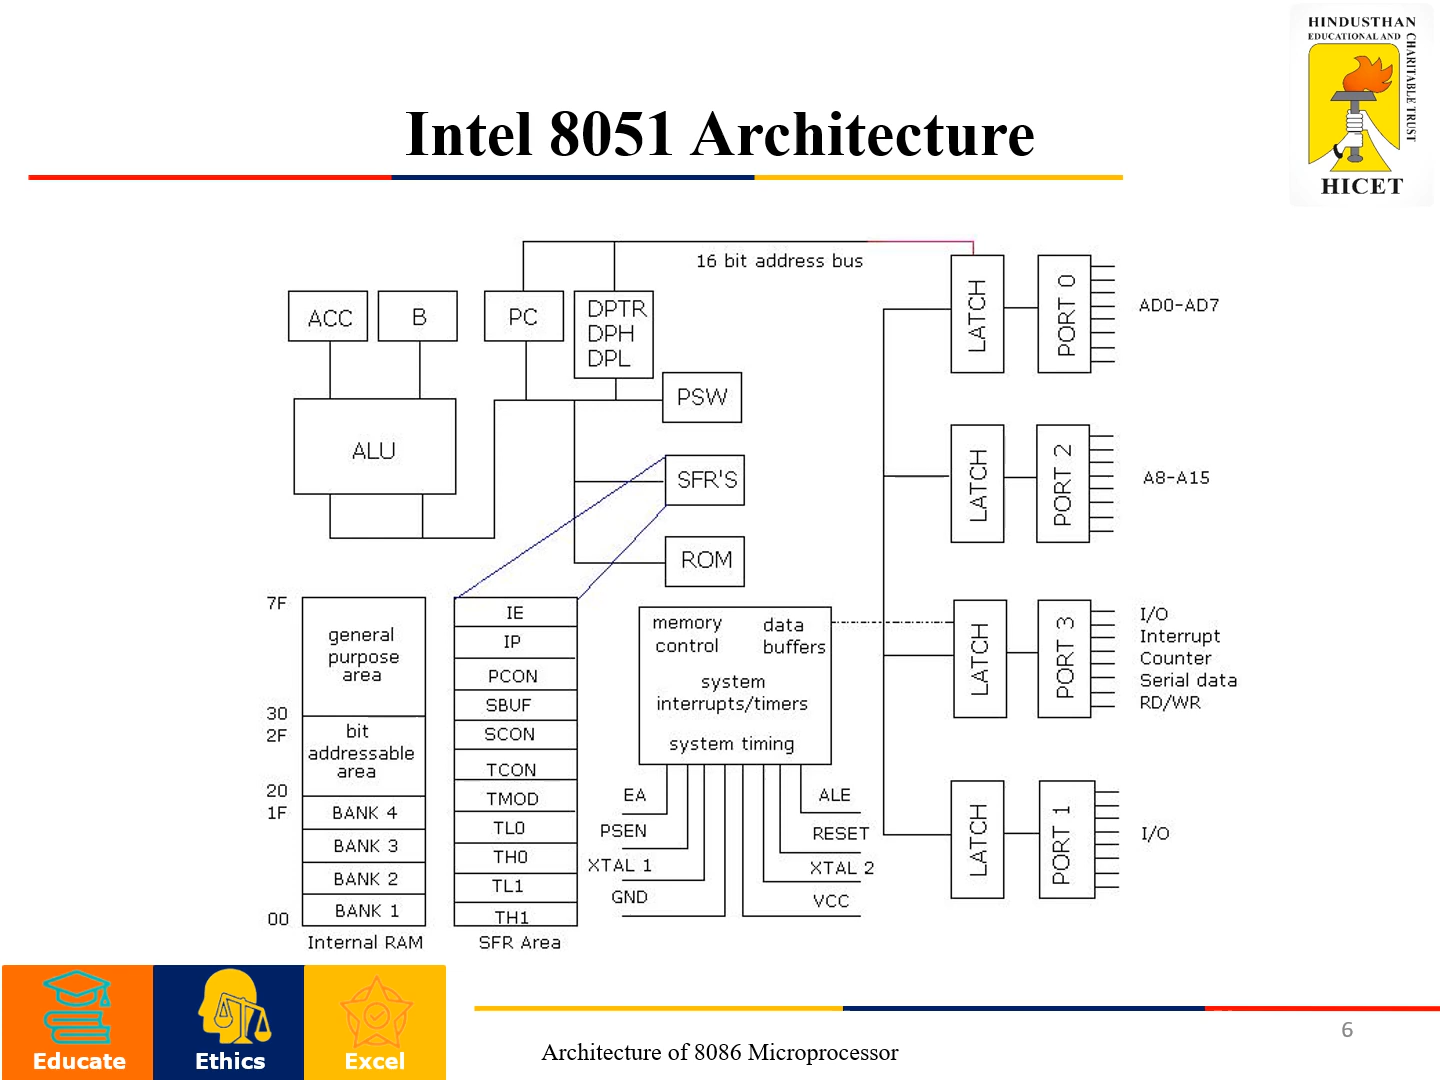 HINDUSTHAN
EDUCATIONAL AND
CHARITABLE TRUST
HICET
Intel 8051 Architecture
16 bit address bus
ACC
B
PC
DPTR
DPH
DPL
PSW
ALU
SFR'S
ROM
LATCH
PORT 0
AD0-AD7
LATCH
PORT 2
A8-A15
LATCH
PORT 3
I/O
Interrupt
Counter
Serial data
RD/WR
LATCH
PORT 1
I/O
7F
general
purpose
area
30
2F
bit
addressable
area
20
1F
BANK 4
BANK 3
BANK 2
BANK 1
00
Internal RAM
IE
IP
PCON
SBUF
SCON
TCON
TMOD
TL0
TH0
TL1
TH1
SFR Area
memory
control
data
buffers
system
interrupts/timers
system timing
EA
PSEN
XTAL 1
GND
ALE
RESET
XTAL 2
VCC
Educate
Ethics
Excel
Architecture of 8086 Microprocessor
6